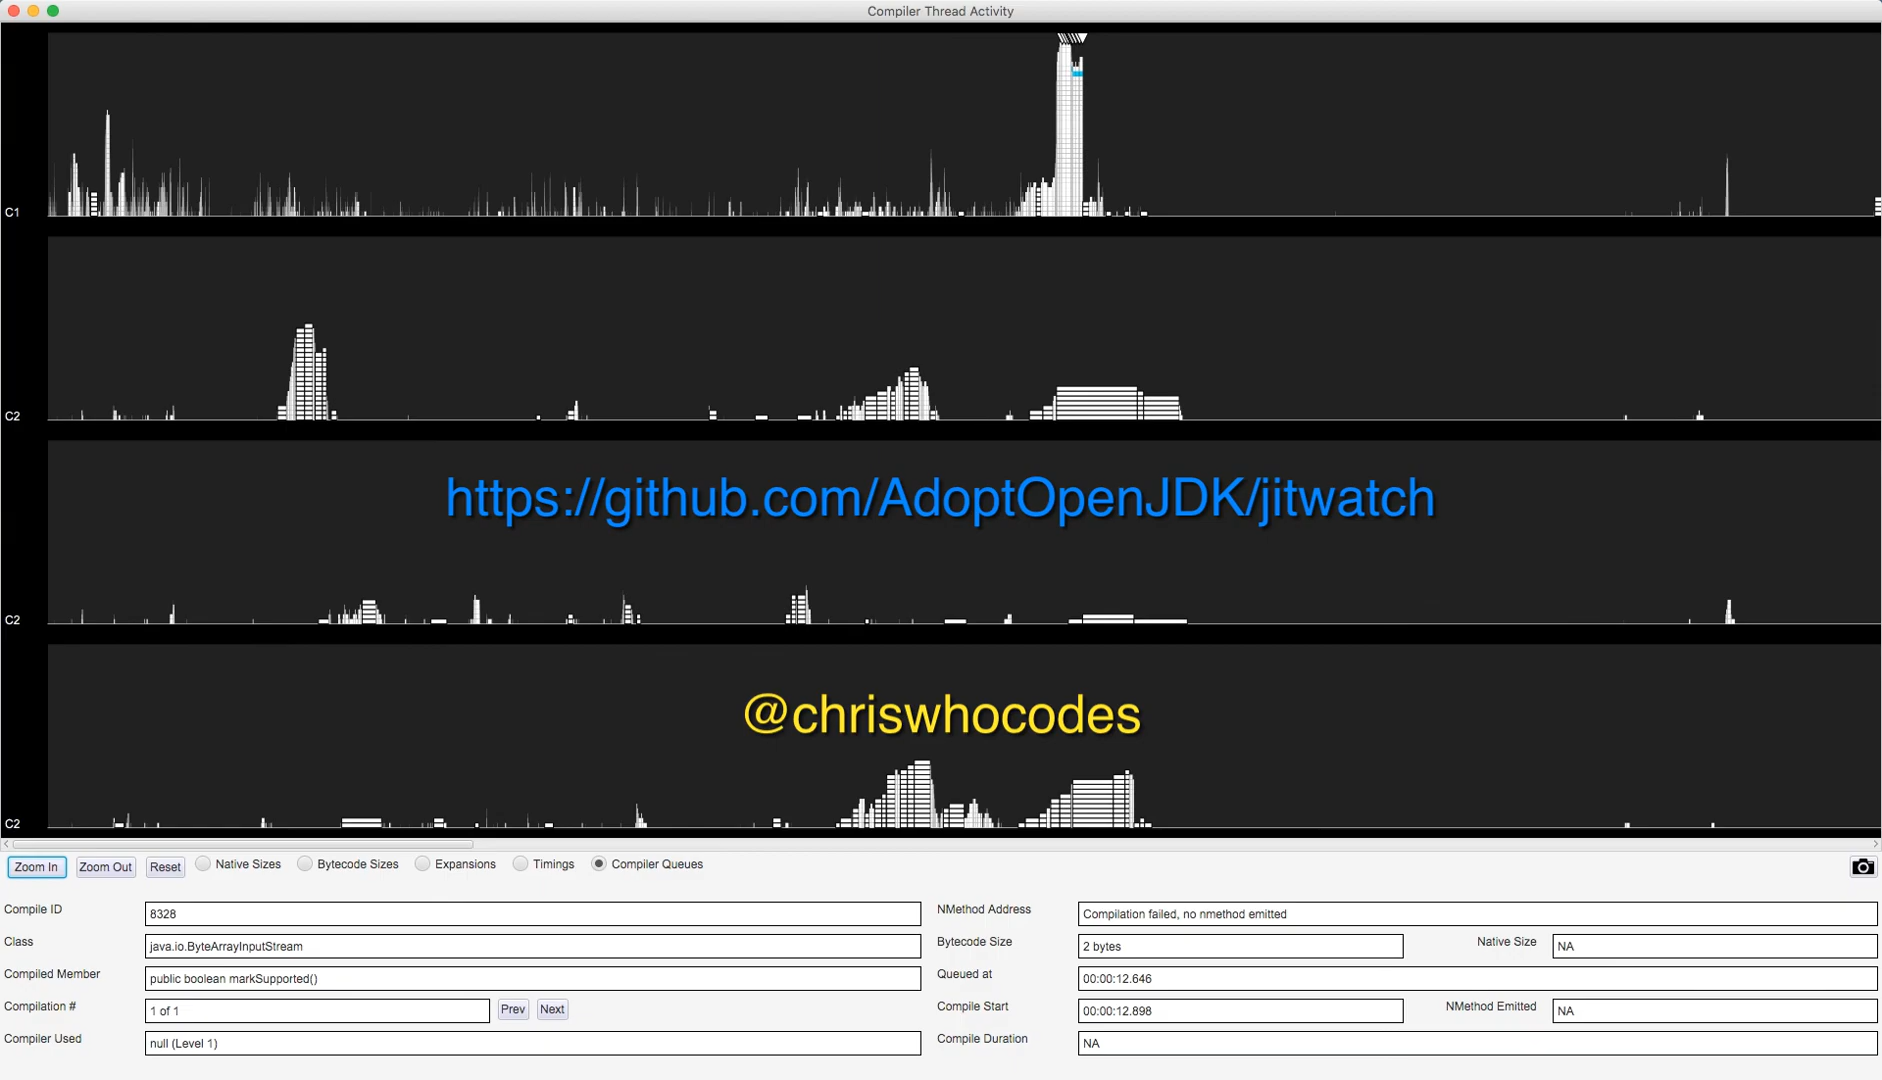 Compiler Thread Activity
C1
C2
https://github.com/AdoptOpenJDK/jitwatch
C2
@chriswhocodes
C2
Zoom In Zoom Out Reset Native Sizes Bytecode Sizes Expansions Timings Compiler Queues
Compile ID 8328 NMethod Address Compilation failed, no nmethod emitted
Class java.io.ByteArrayInputStream Bytecode Size 2 bytes Native Size NA
Compiled Member public boolean markSupported() Queued at 00:00:12.646
Compilation # 1 of 1 Prev Next Compile Start 00:00:12.898 NMethod Emitted NA
Compiler Used null (Level 1) Compile Duration NA